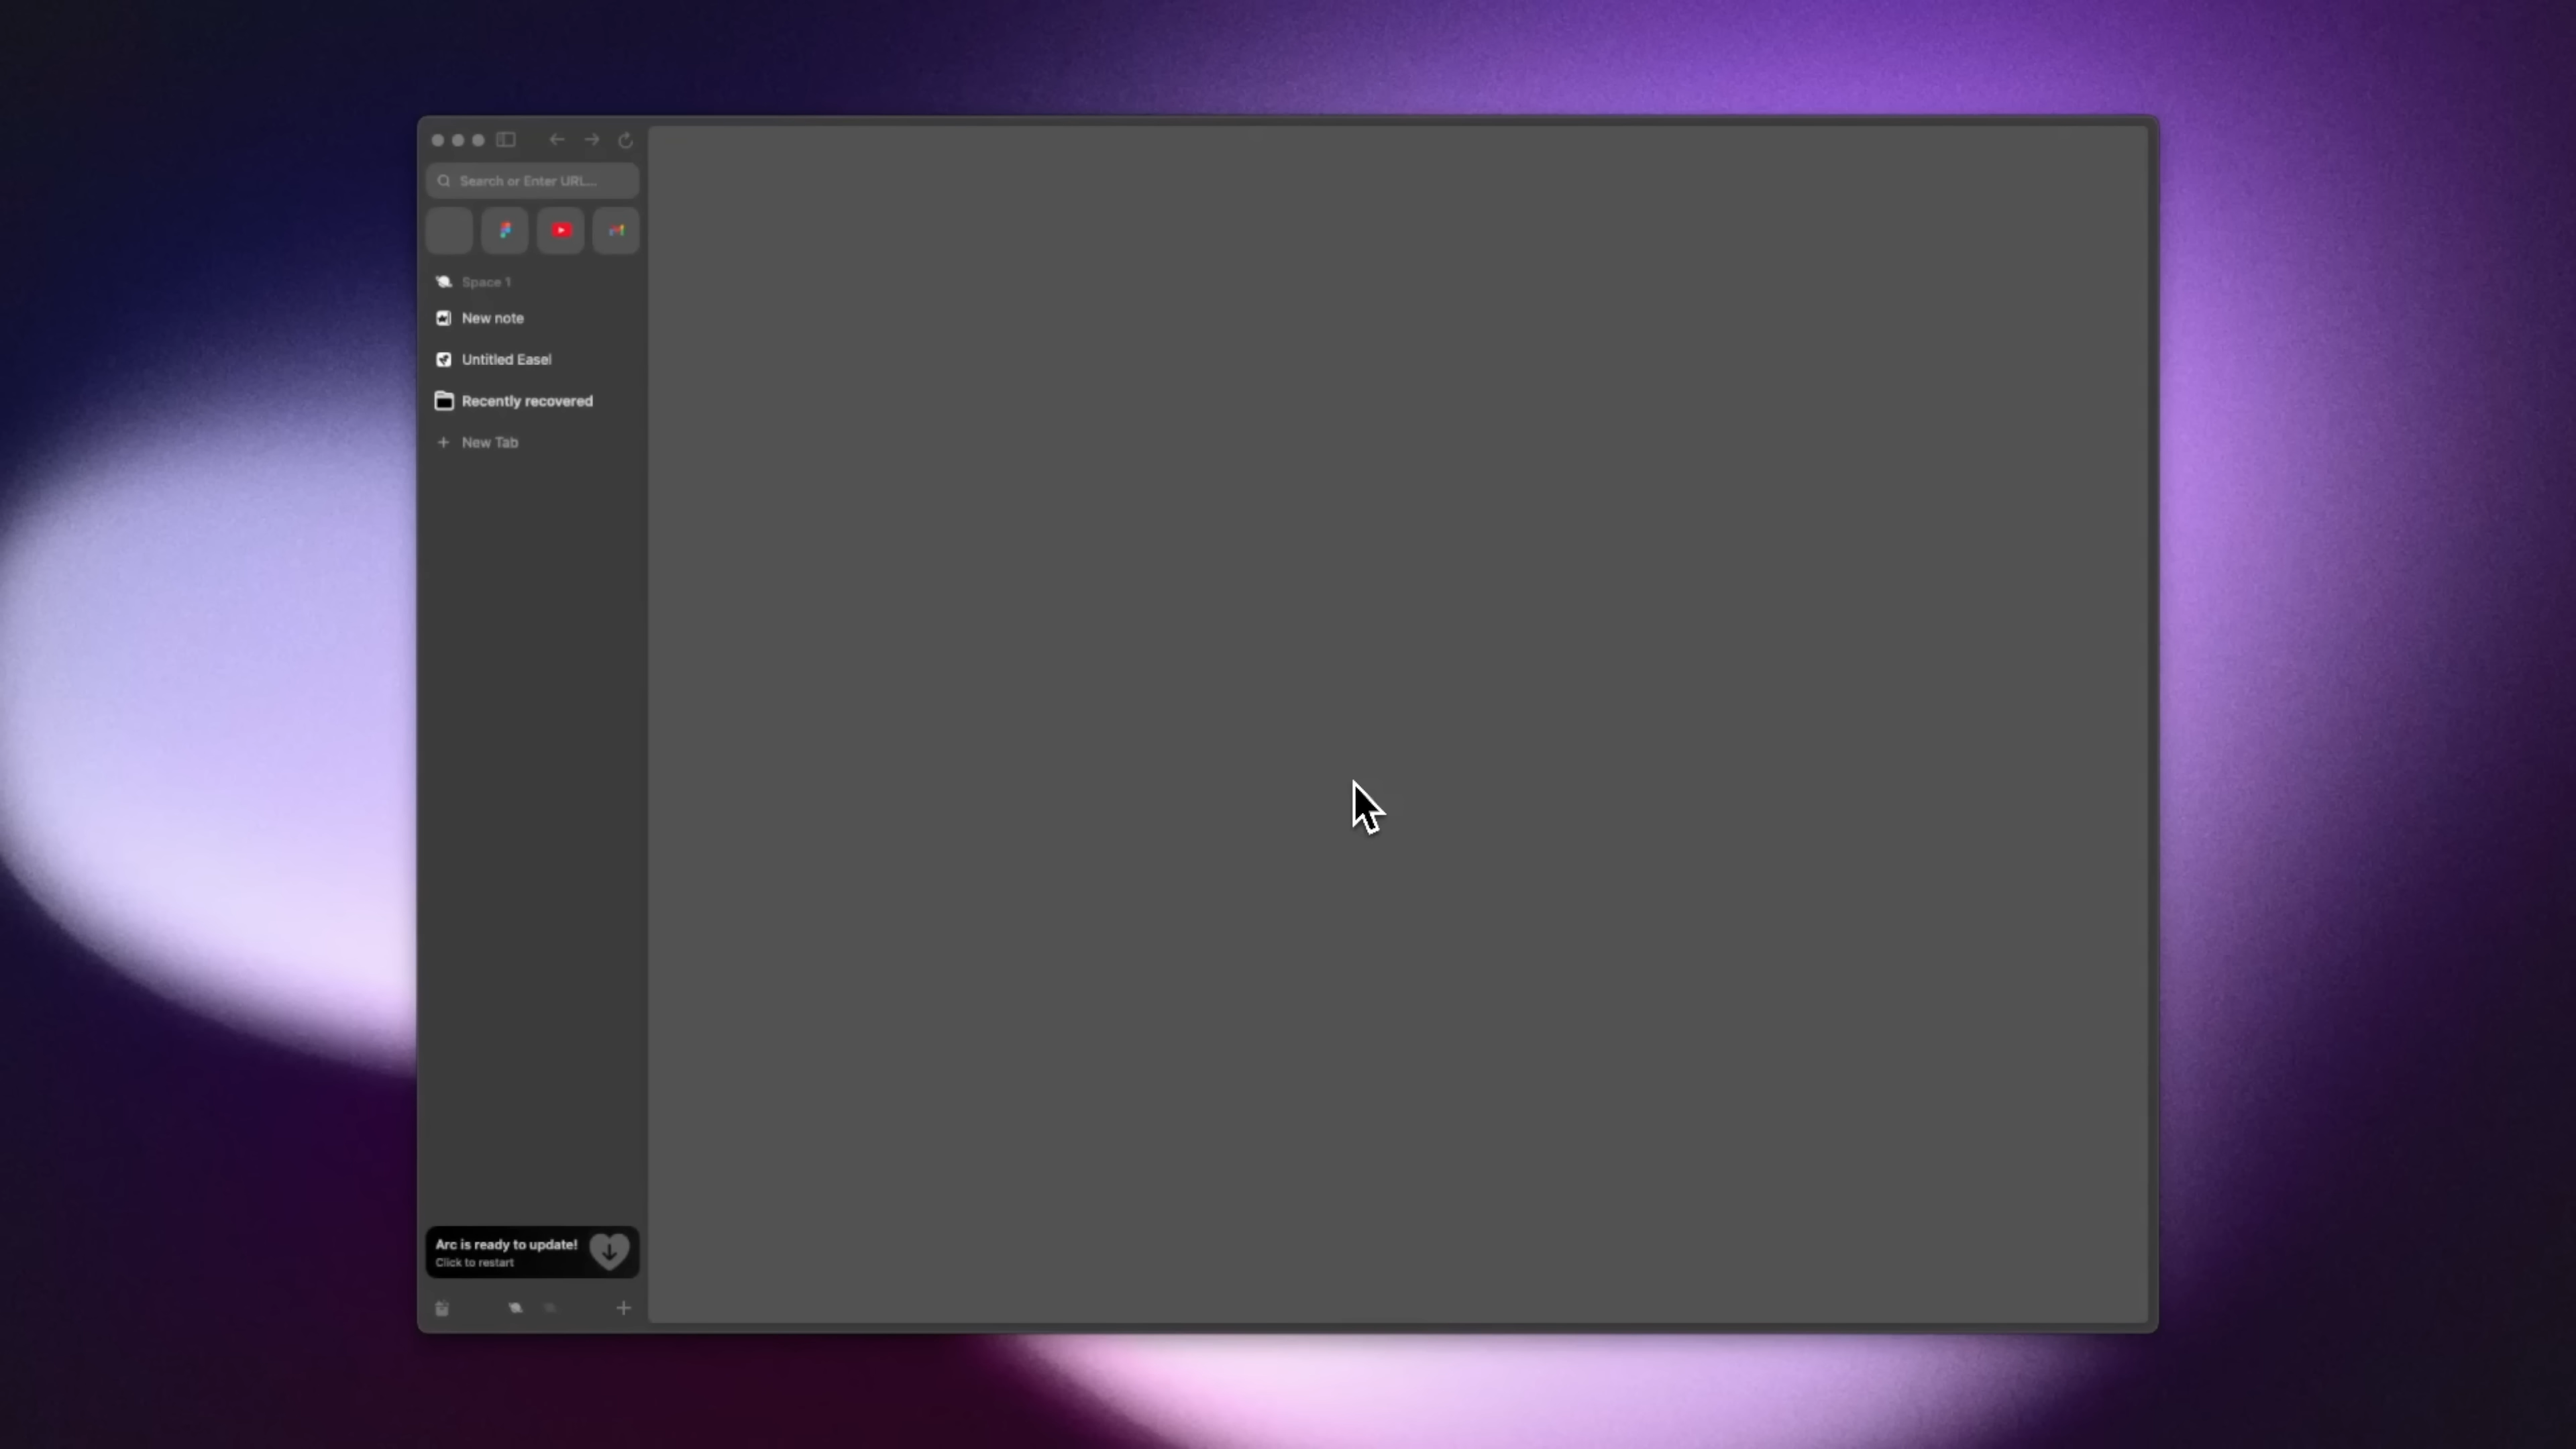 Search or Enter URL...
Space 1
New note
Untitled Easel
Recently recovered
New Tab
Arc is ready to update!
Click to restart